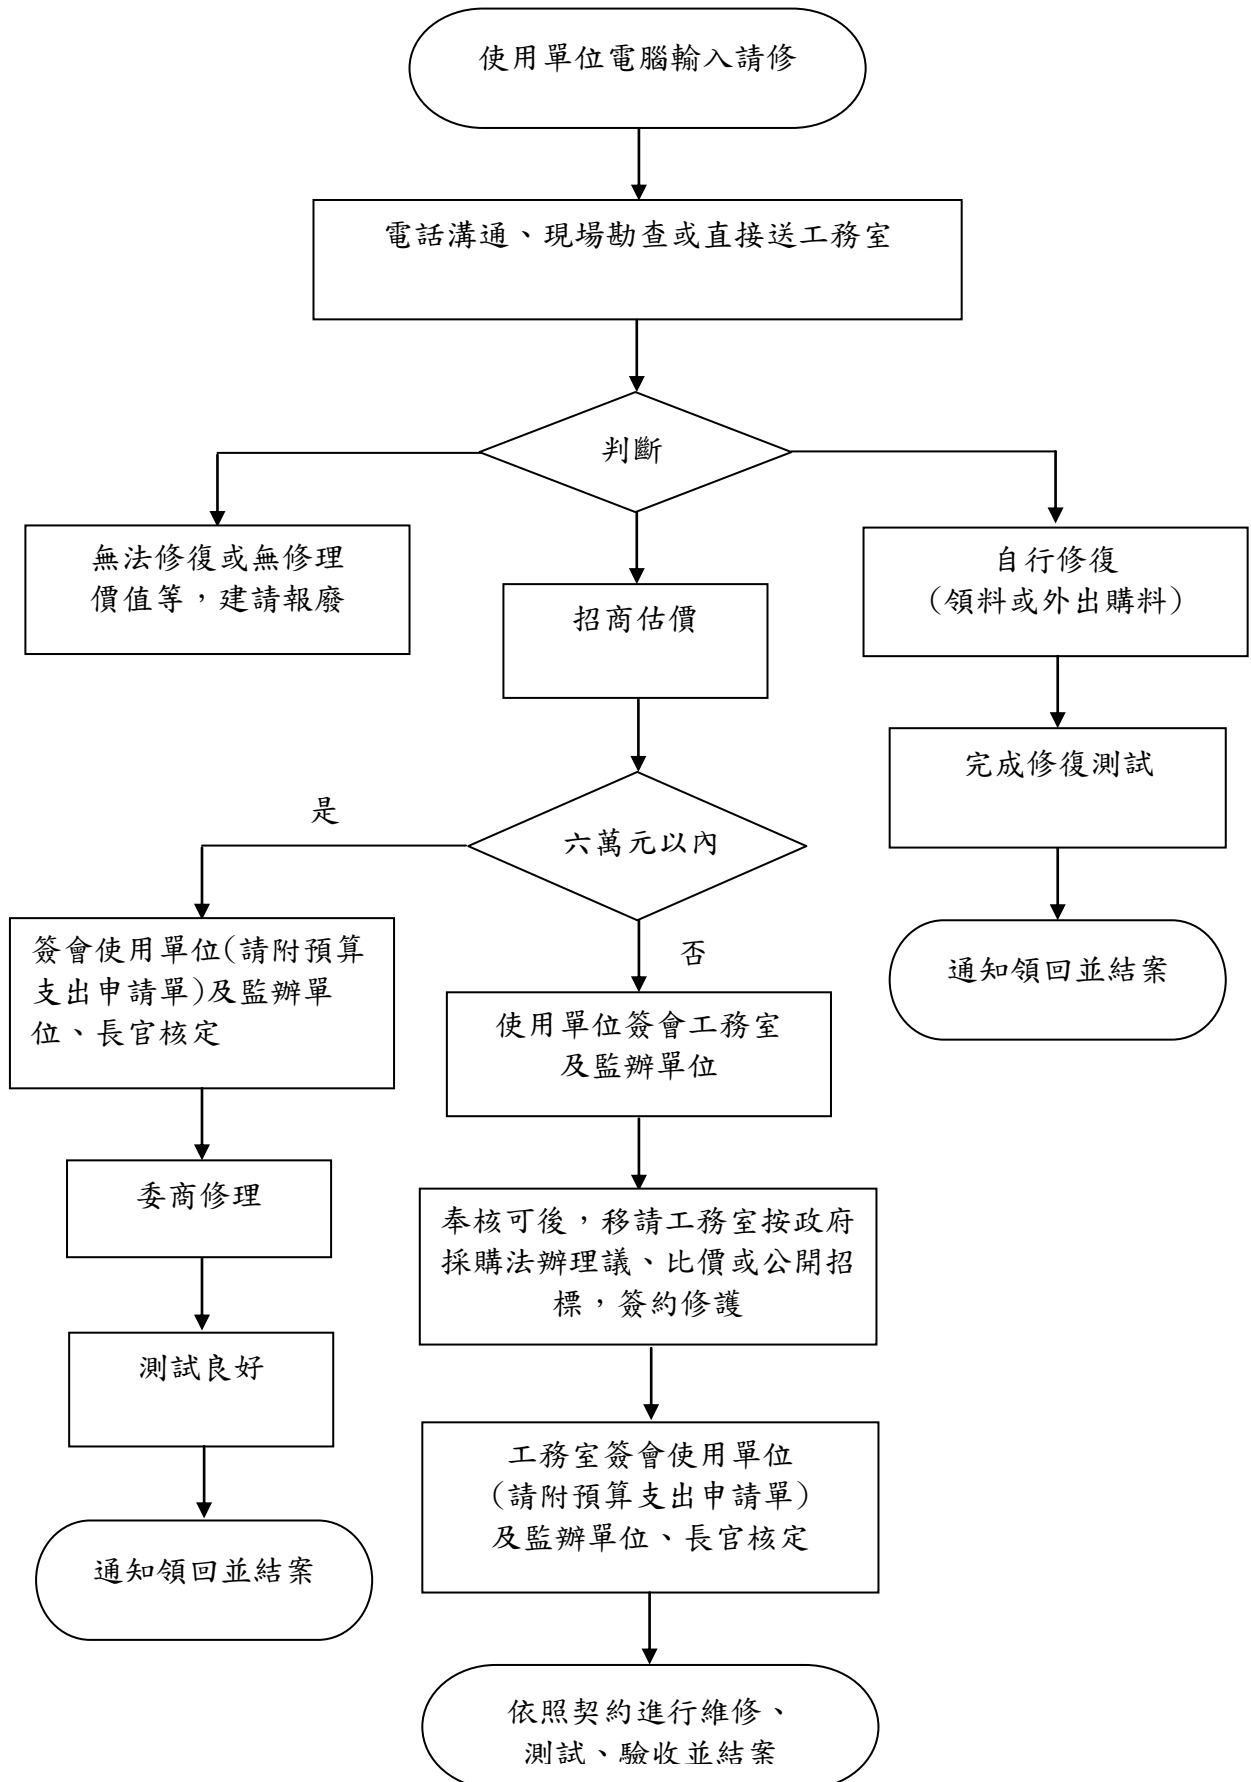 使用單位電腦輸入請修
電話溝通、現場勘查或直接送工務室
判斷
無法修復或無修理
價值等，建請報廢
招商估價
自行修復
(領料或外出購料)
完成修復測試
通知領回並結案
六萬元以內
是
否
簽會使用單位(請附預算
支出申請單)及監辦單
位、長官核定
委商修理
測試良好
通知領回並結案
使用單位簽會工務室
及監辦單位
奉核可後，移請工務室按政府
採購法辦理議、比價或公開招
標，簽約修護
工務室簽會使用單位
(請附預算支出申請單)
及監辦單位、長官核定
依照契約進行維修、
測試、驗收並結案